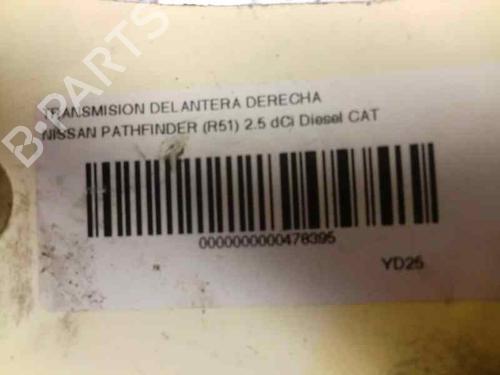 B-PARTS
TRANSMISION DELANTERA DERECHA
NISSAN PATHFINDER (R51) 2.5 dCi Diesel CAT
0000000000478395
YD25